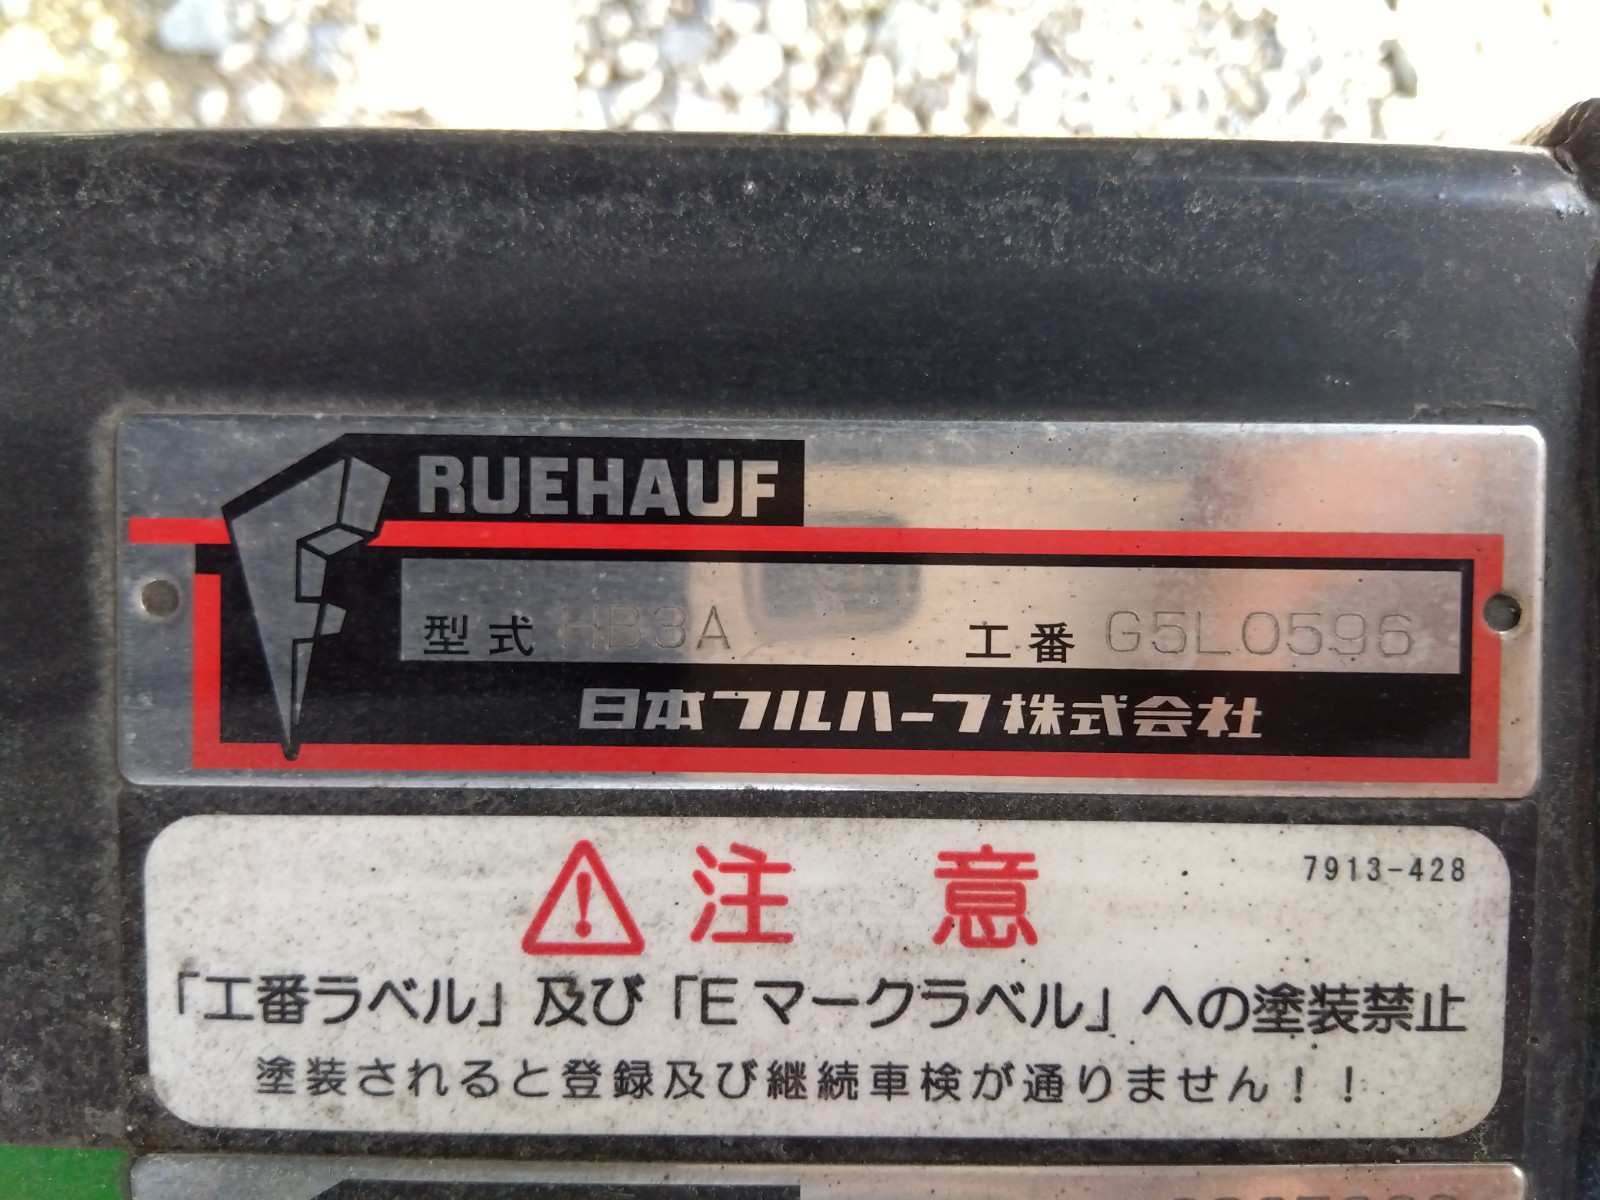 RUEHAUF
型式 HB3A 工番 G5L0596
日本フルハーフ株式会社
注意
7913-428
「工番ラベル」及び「Eマークラベル」への塗装禁止
塗装されると登録及び継続車検が通りません！！